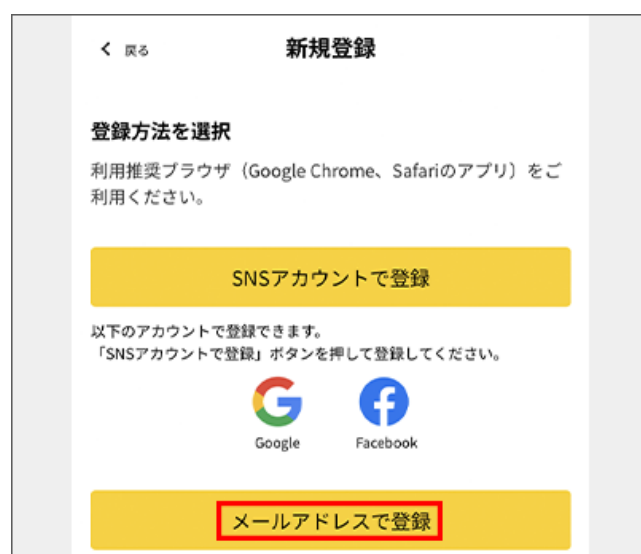 戻る
新規登録
登録方法を選択
利用推奨ブラウザ（Google Chrome、Safariのアプリ）をご
利用ください。
SNSアカウントで登録
以下のアカウントで登録できます。
「SNSアカウントで登録」ボタンを押して登録してください。
Google Facebook
メールアドレスで登録